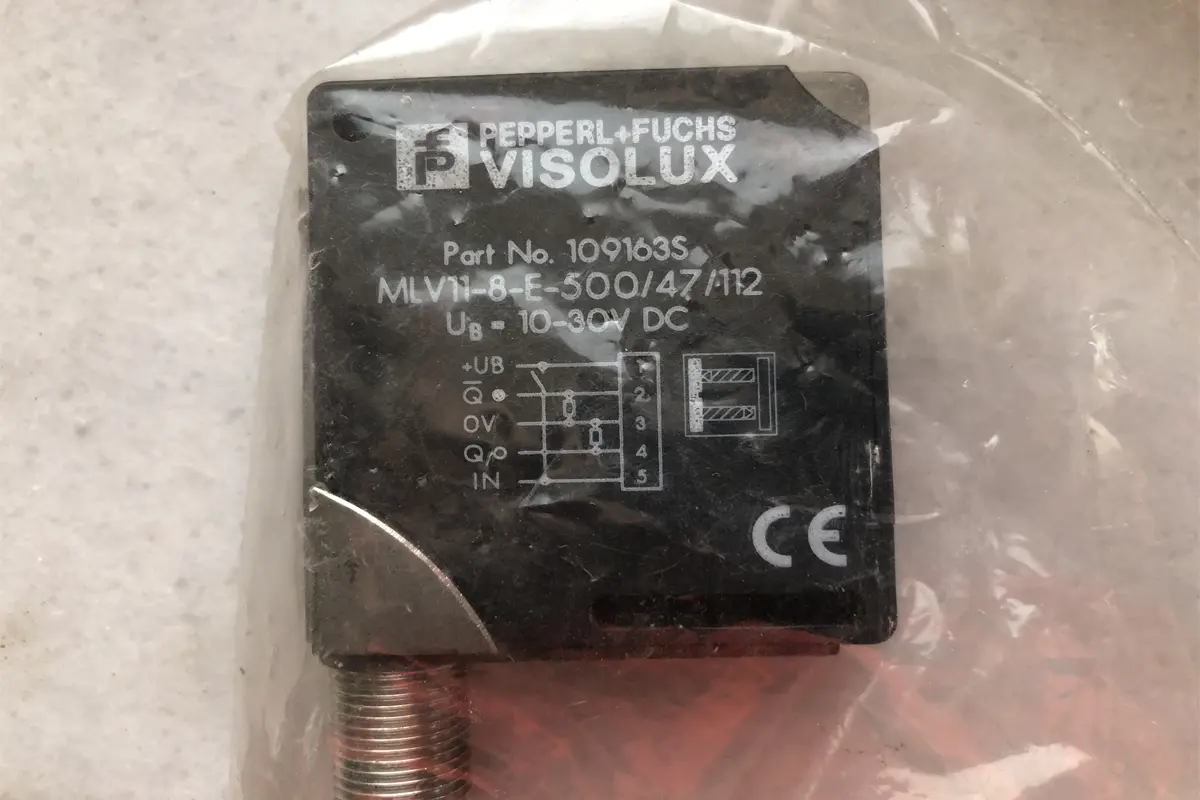 PEPPERL+FUCHS
VISOLUX
Part No. 109163S
MLV11-8-E-500/47/112
UB = 10-30V DC
+UB 1
Q̅ 2
0V 3
Q 4
IN 5
CE